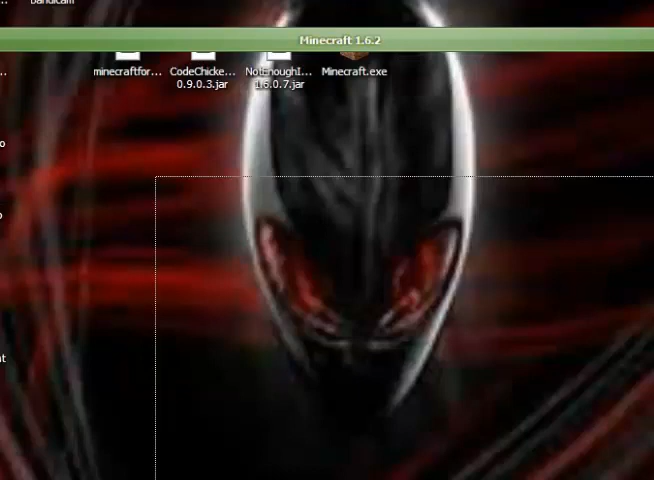 bandicam
Minecraft 1.6.2
minecraftfor...
CodeChicke...
0.9.0.3.jar
NotEnoughI...
1.6.0.7.jar
Minecraft.exe